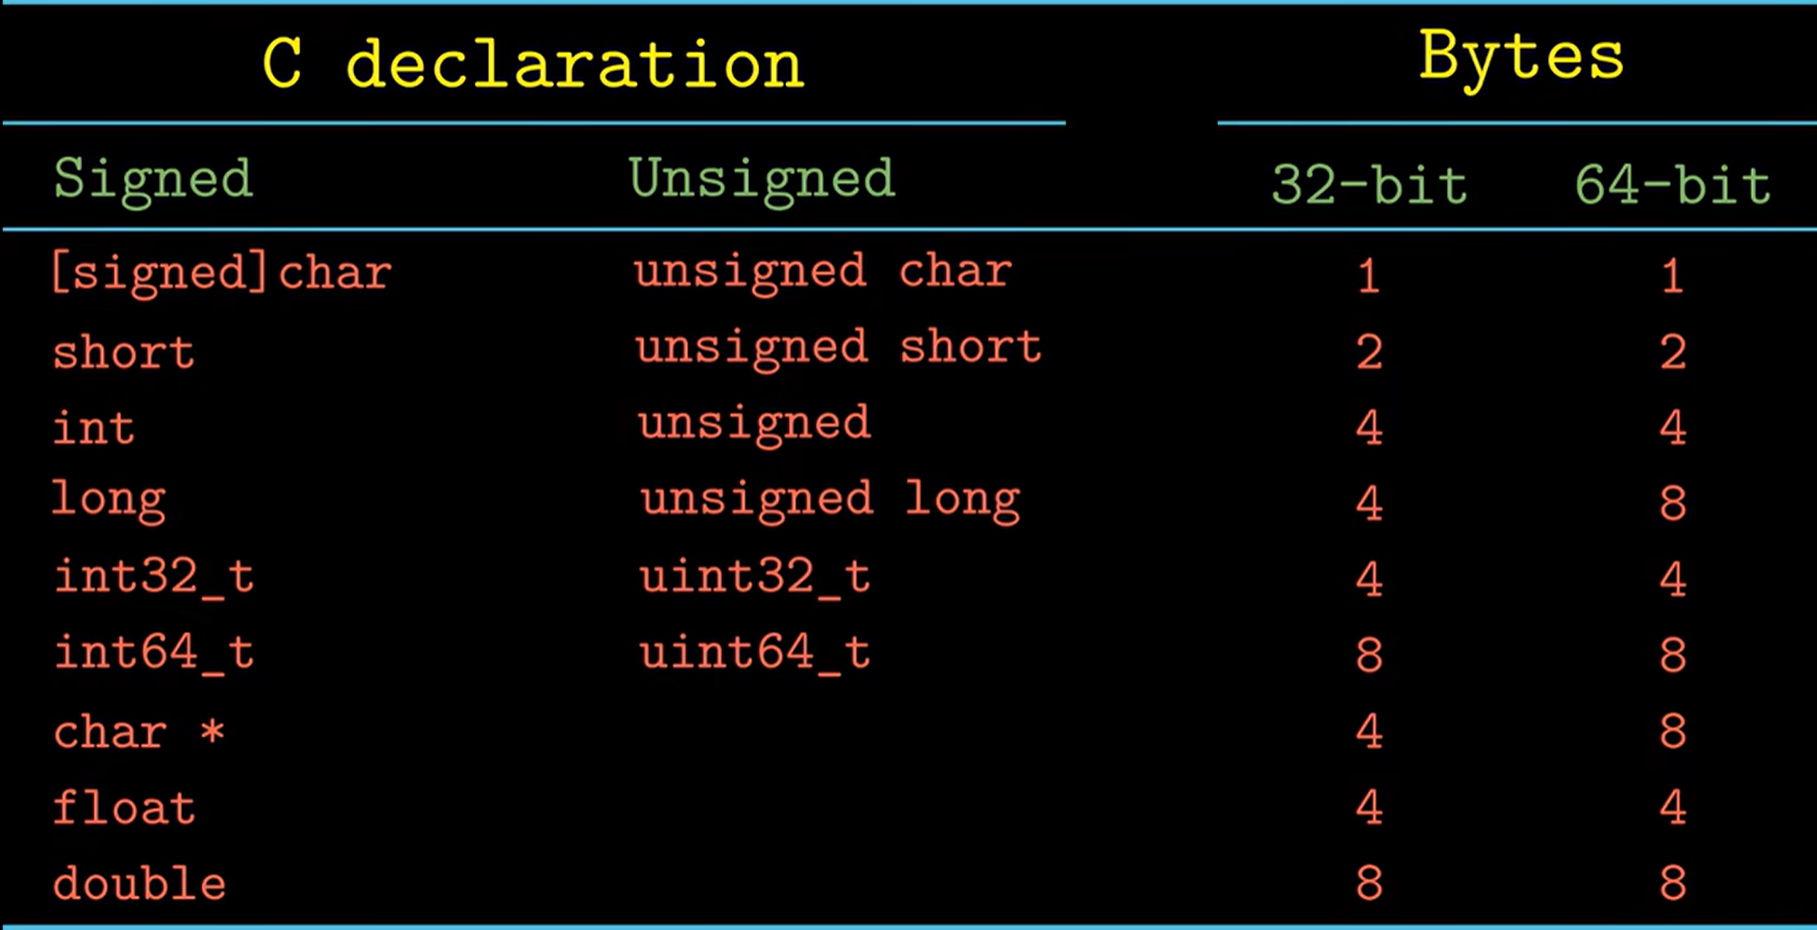 C declaration Bytes
Signed Unsigned 32-bit 64-bit
[signed]char unsigned char 1 1
short unsigned short 2 2
int unsigned 4 4
long unsigned long 4 8
int32_t uint32_t 4 4
int64_t uint64_t 8 8
char * 4 8
float 4 4
double 8 8